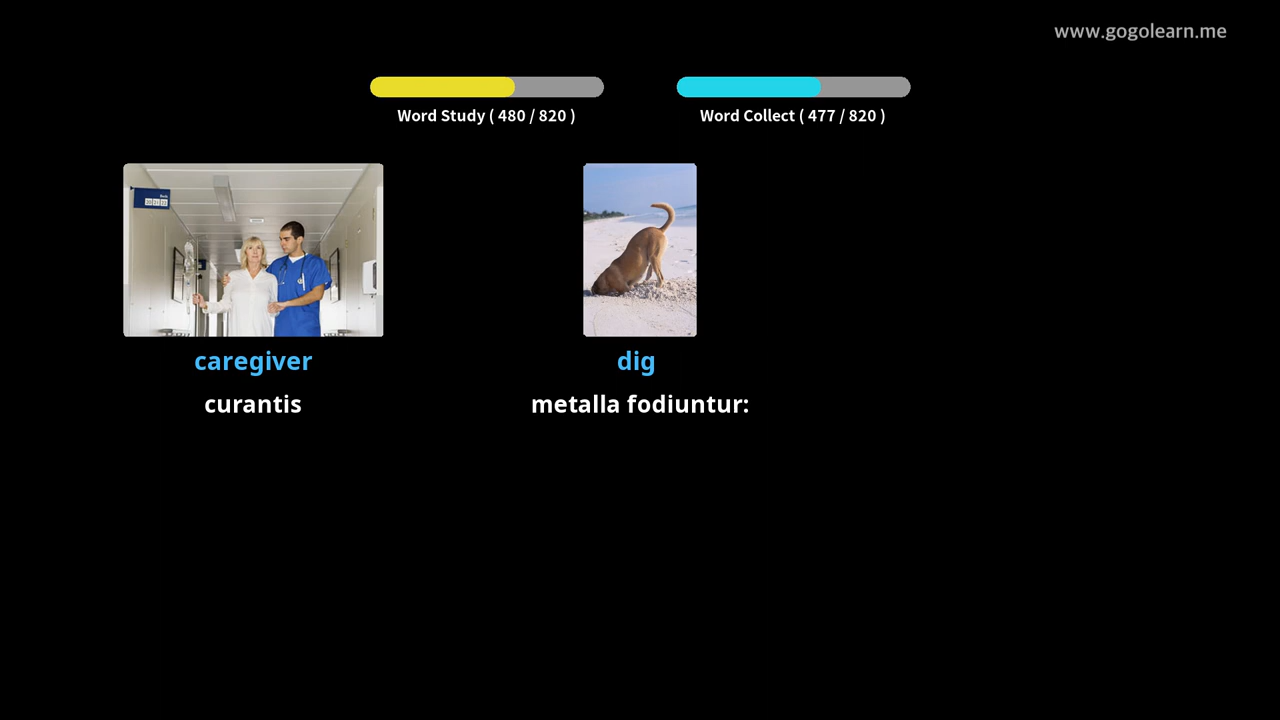 www.gogolearn.me
Word Study ( 480 / 820 )
Word Collect ( 477 / 820 )
caregiver
dig
curantis
metalla fodiuntur: